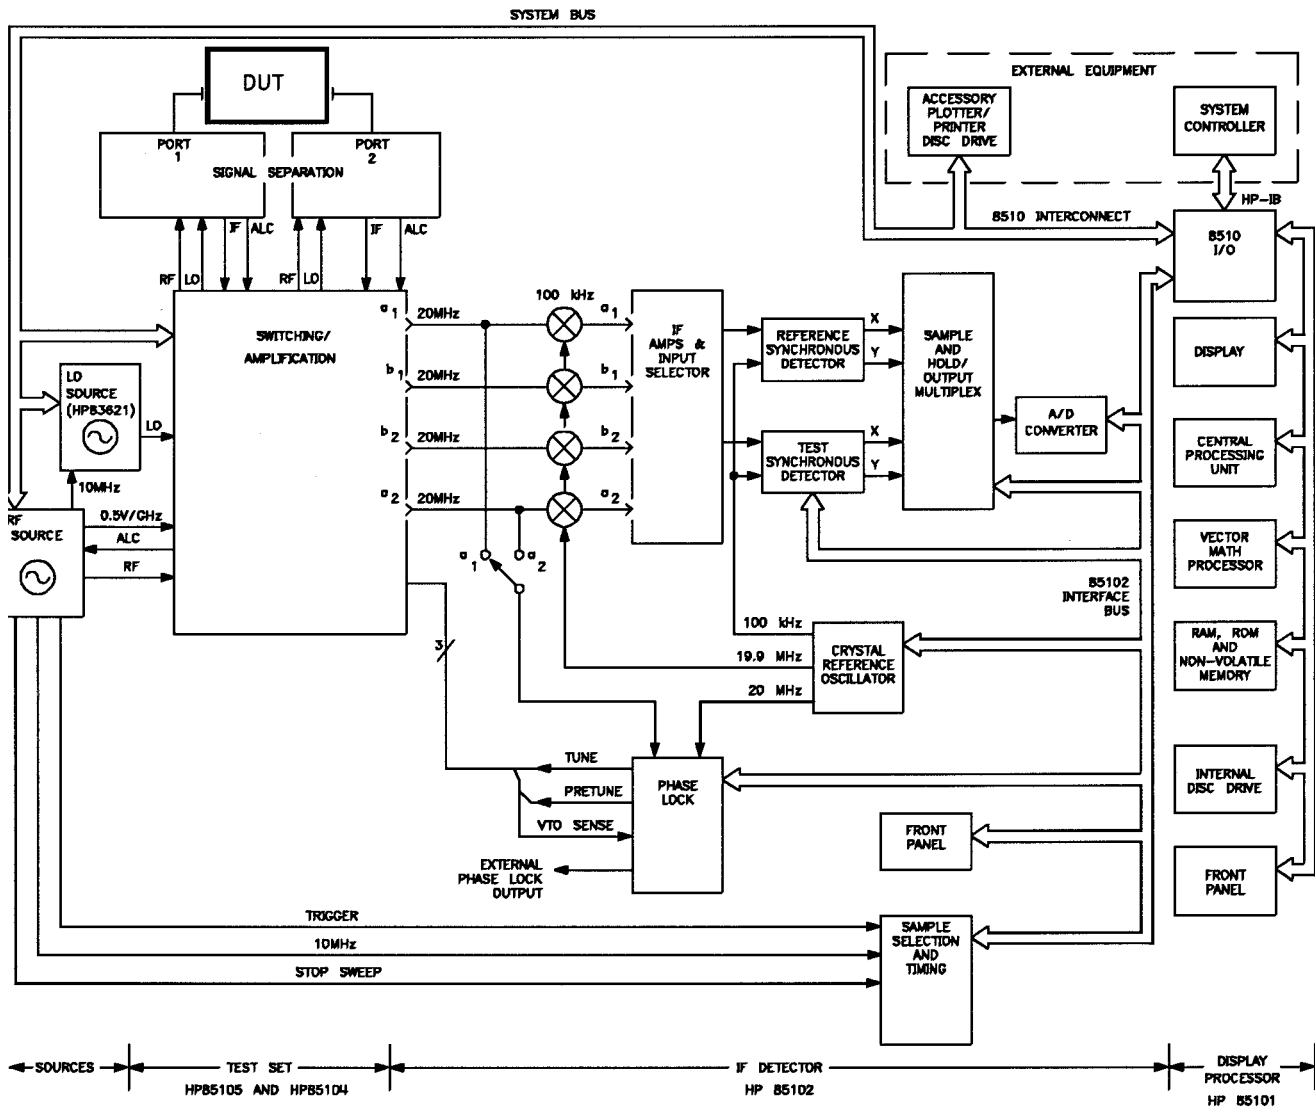 SYSTEM BUS
EXTERNAL EQUIPMENT
DUT
ACCESSORY
PLOTTER/
PRINTER
DISC DRIVE
SYSTEM
CONTROLLER
PORT
1
PORT
2
SIGNAL SEPARATION
HP-IB
8510 INTERCONNECT
8510
I/O
IF
ALC
IF
ALC
RF
LO
RF
LO
SWITCHING/
AMPLIFICATION
a1
20MHz
100 kHz
a1
b1
20MHz
b1
b2
20MHz
b2
a2
20MHz
a2
IF
AMPS &
INPUT
SELECTOR
REFERENCE
SYNCHRONOUS
DETECTOR
X
Y
TEST
SYNCHRONOUS
DETECTOR
X
Y
SAMPLE
AND
HOLD/
OUTPUT
MULTIPLEX
A/D
CONVERTER
DISPLAY
CENTRAL
PROCESSING
UNIT
VECTOR
MATH
PROCESSOR
RAM, ROM
AND
NON-VOLATILE
MEMORY
INTERNAL
DISC DRIVE
FRONT
PANEL
LO
SOURCE
(HP83621)
LO
10MHz
RF
SOURCE
0.5V/GHz
ALC
RF
a1
a2
85102
INTERFACE
BUS
3
100 kHz
19.9 MHz
20 MHz
CRYSTAL
REFERENCE
OSCILLATOR
TUNE
PRETUNE
VTO SENSE
PHASE
LOCK
EXTERNAL
PHASE LOCK
OUTPUT
FRONT
PANEL
TRIGGER
10MHz
STOP SWEEP
SAMPLE
SELECTION
AND
TIMING
SOURCES
TEST SET
HP85105 AND HP85104
IF DETECTOR
HP 85102
DISPLAY
PROCESSOR
HP 85101